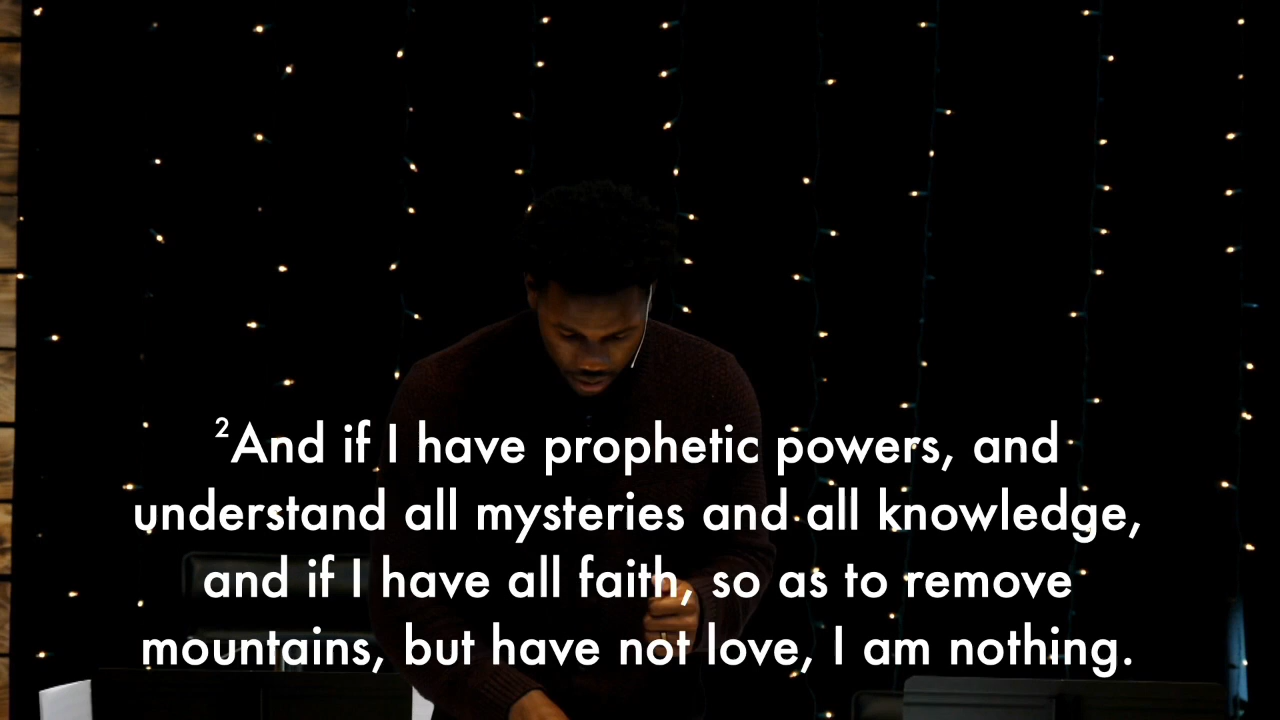 ²And if I have prophetic powers, and
understand all mysteries and all knowledge,
and if I have all faith, so as to remove
mountains, but have not love, I am nothing.